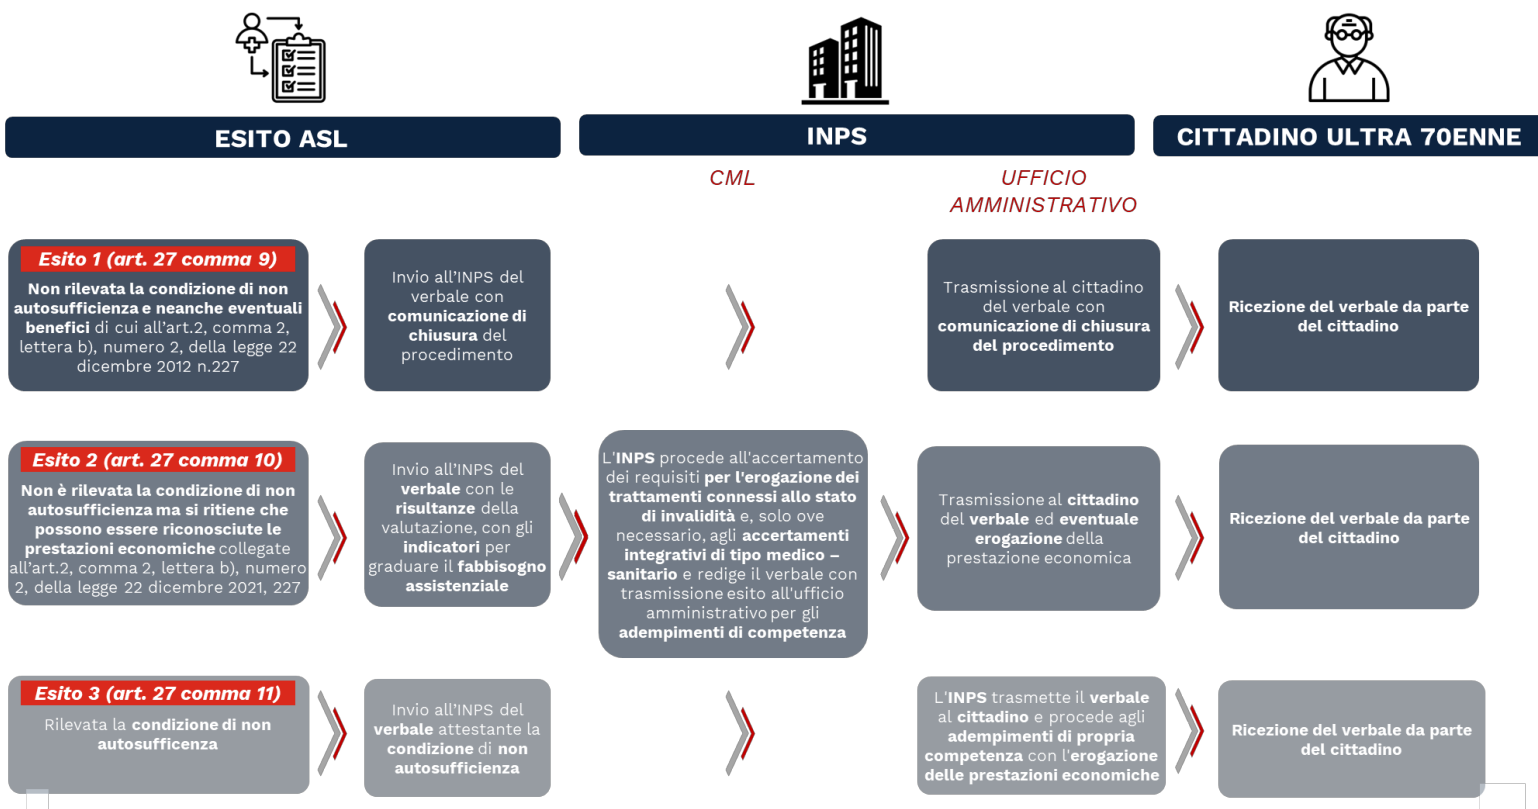 ESITO ASL
INPS
CITTADINO ULTRA 70ENNE
CML
UFFICIO
AMMINISTRATIVO
Esito 1 (art. 27 comma 9)
Non rilevata la condizione di non
autosufficienza e neanche eventuali
benefici di cui all’art.2, comma 2,
lettera b), numero 2, della legge 22
dicembre 2012 n.227
Invio all’INPS del
verbale con
comunicazione di
chiusura del
procedimento
Trasmissione al cittadino
del verbale con
comunicazione di chiusura
del procedimento
Ricezione del verbale da parte
del cittadino
Esito 2 (art. 27 comma 10)
Non è rilevata la condizione di non
autosufficienza ma si ritiene che
possono essere riconosciute le
prestazioni economiche collegate
all’art.2, comma 2, lettera b), numero
2, della legge 22 dicembre 2021, 227
Invio all’INPS del
verbale con le
risultanze della
valutazione, con gli
indicatori per
graduare il fabbisogno
assistenziale
L'INPS procede all'accertamento
dei requisiti per l'erogazione dei
trattamenti connessi allo stato
di invalidità e, solo ove
necessario, agli accertamenti
integrativi di tipo medico –
sanitario e redige il verbale con
trasmissione esito all'ufficio
amministrativo per gli
adempimenti di competenza
Trasmissione al cittadino
del verbale ed eventuale
erogazione della
prestazione economica
Ricezione del verbale da parte
del cittadino
Esito 3 (art. 27 comma 11)
Rilevata la condizione di non
autosufficenza
Invio all’INPS del
verbale attestante la
condizione di non
autosufficienza
L'INPS trasmette il verbale
al cittadino e procede agli
adempimenti di propria
competenza con l'erogazione
delle prestazioni economiche
Ricezione del verbale da parte
del cittadino